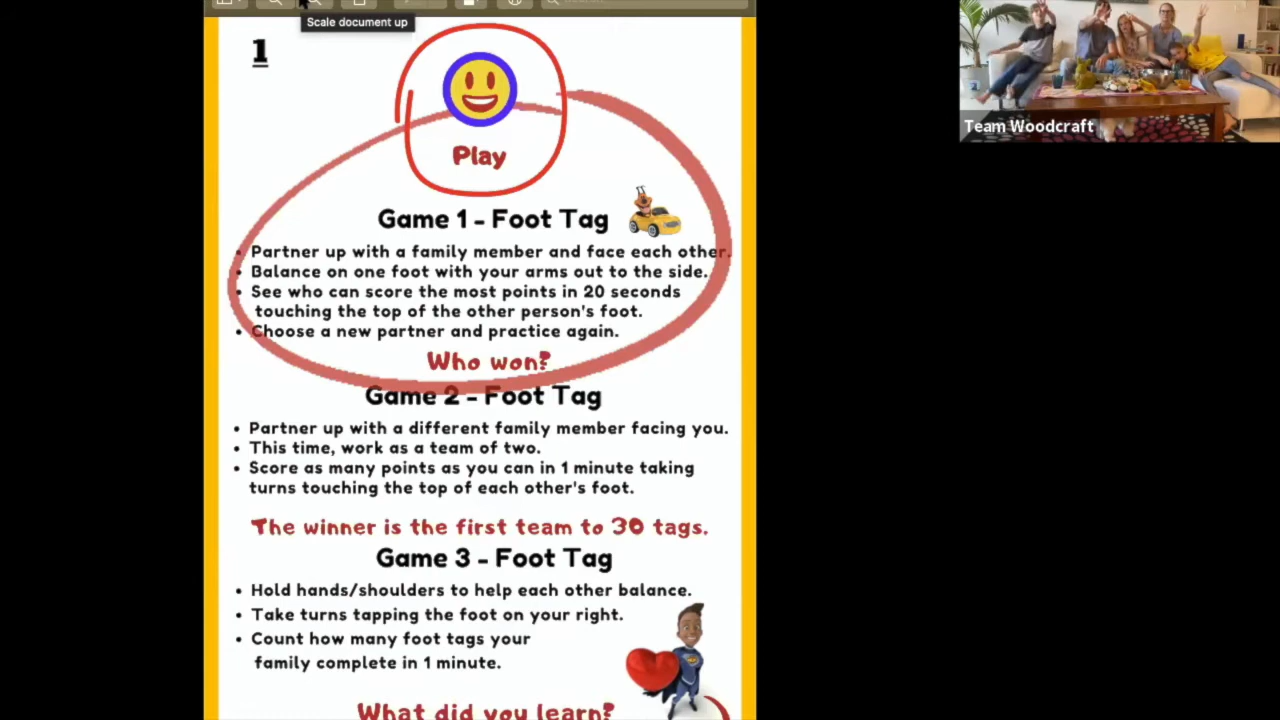 Scale document up
1
Play
Game 1 - Foot Tag
• Partner up with a family member and face each other.
• Balance on one foot with your arms out to the side.
• See who can score the most points in 20 seconds
touching the top of the other person's foot.
• Choose a new partner and practice again.
Who won?
Game 2 - Foot Tag
• Partner up with a different family member facing you.
• This time, work as a team of two.
• Score as many points as you can in 1 minute taking
turns touching the top of each other's foot.
The winner is the first team to 30 tags.
Game 3 - Foot Tag
• Hold hands/shoulders to help each other balance.
• Take turns tapping the foot on your right.
• Count how many foot tags your
family complete in 1 minute.
What did you learn?
Team Woodcraft